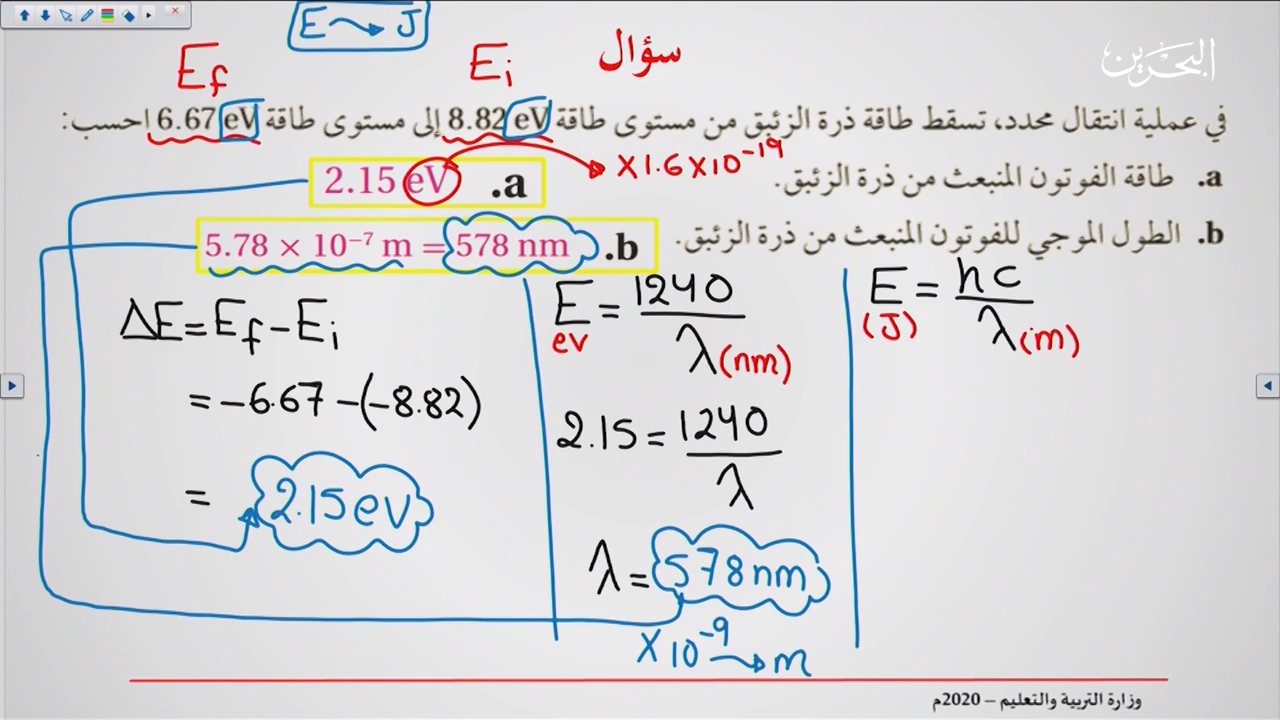 E → J
البحرين
سؤال
Ei
Ef
في عملية انتقال محدد، تسقط طاقة ذرة الزئبق من مستوى طاقة 8.82 eV إلى مستوى طاقة 6.67 eV احسب:
a. طاقة الفوتون المنبعث من ذرة الزئبق.
×1.6×10⁻¹⁹
2.15 eV .a
b. الطول الموجي للفوتون المنبعث من ذرة الزئبق.
5.78 × 10⁻⁷ m = 578 nm .b
ΔE = Ef - Ei
= -6.67 - (-8.82)
= 2.15 ev
E = 1240 / λ
ev (nm)
2.15 = 1240 / λ
λ = 578 nm
×10⁻⁹ → m
E = hc / λ
(J) (m)
وزارة التربية والتعليم – 2020م